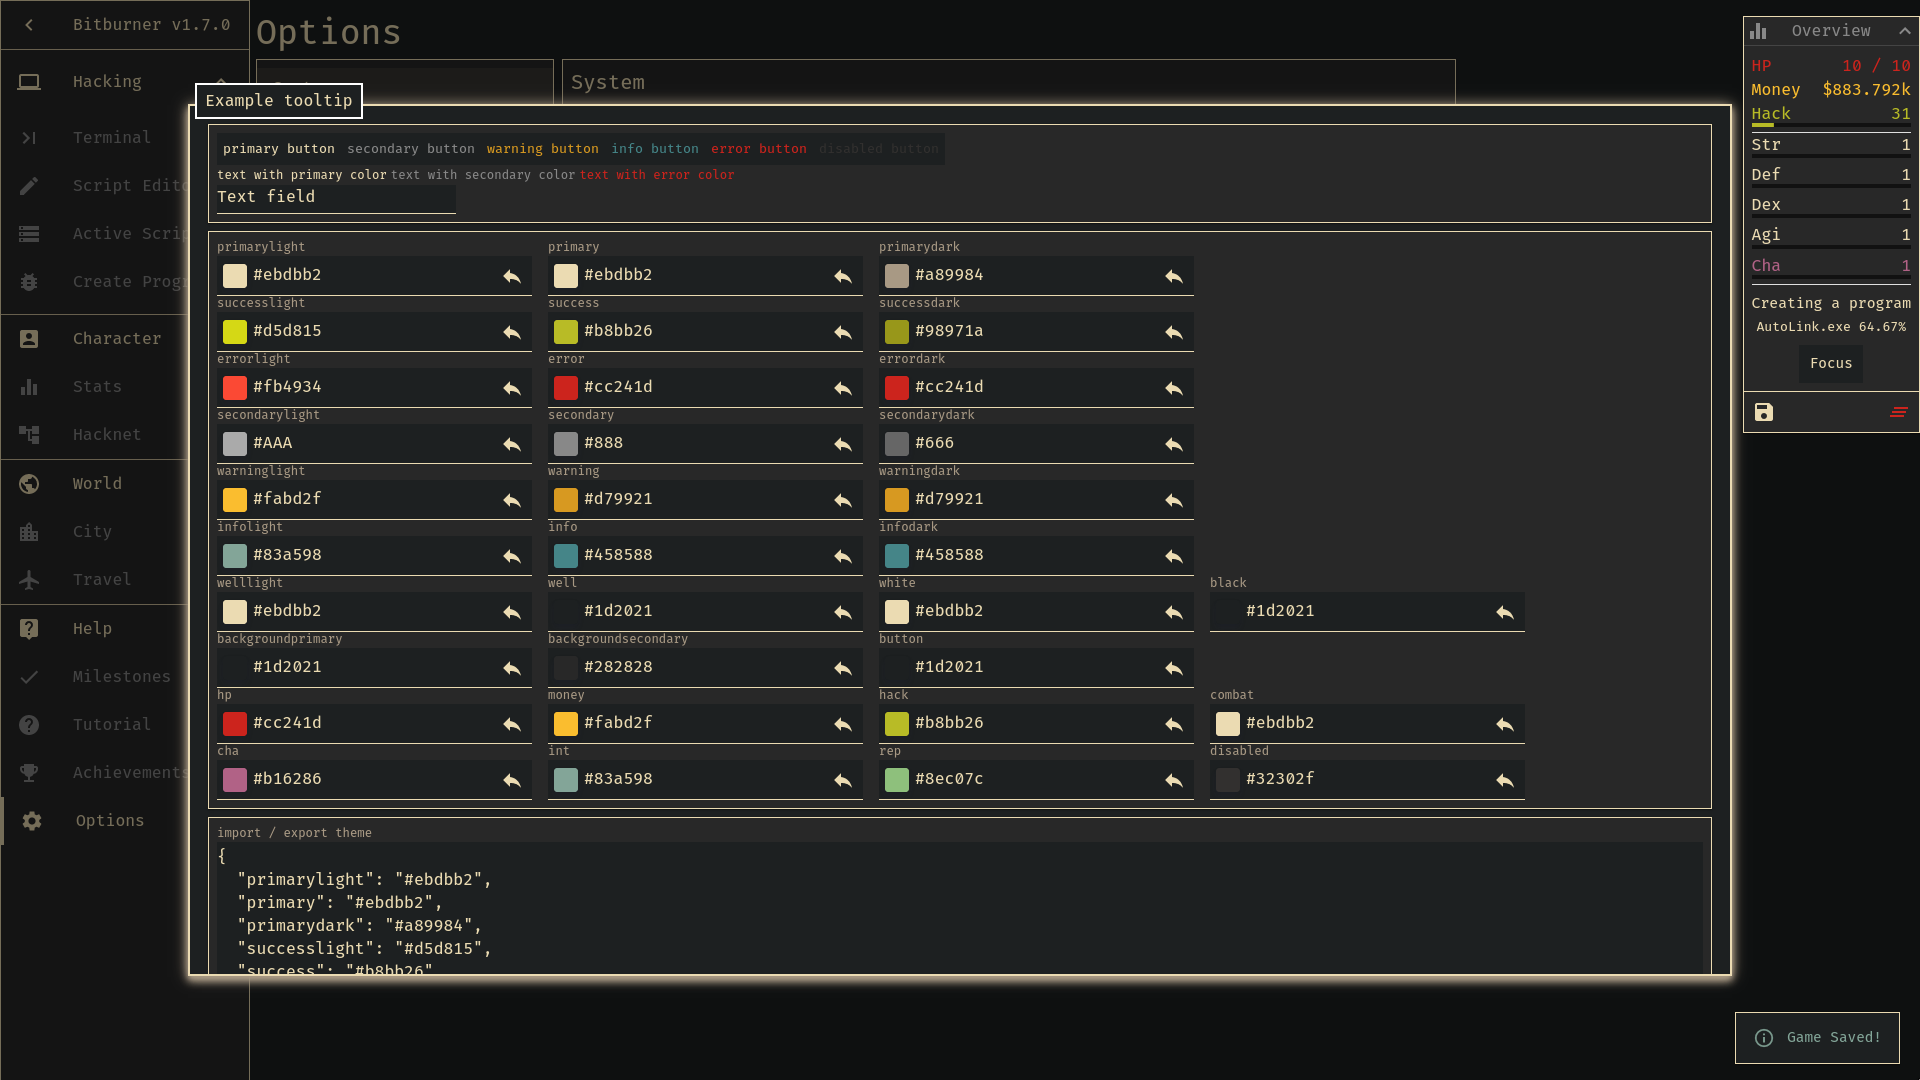 Bitburner v1.7.0
Hacking
Terminal
Script Edito
Active Scrip
Create Progr
Character
Stats
Hacknet
World
City
Travel
Help
Milestones
Tutorial
Achievements
Options
Options
System
Example tooltip
primary button secondary button warning button info button error button disabled button
text with primary color text with secondary color text with error color
Text field
primarylight primary primarydark
#ebdbb2 #ebdbb2 #a89984
successlight success successdark
#d5d815 #b8bb26 #98971a
errorlight error errordark
#fb4934 #cc241d #cc241d
secondarylight secondary secondarydark
#AAA #888 #666
warninglight warning warningdark
#fabd2f #d79921 #d79921
infolight info infodark
#83a598 #458588 #458588
welllight well white black
#ebdbb2 #1d2021 #ebdbb2 #1d2021
backgroundprimary backgroundsecondary button
#1d2021 #282828 #1d2021
hp money hack combat
#cc241d #fabd2f #b8bb26 #ebdbb2
cha int rep disabled
#b16286 #83a598 #8ec07c #32302f
import / export theme
{
"primarylight": "#ebdbb2",
"primary": "#ebdbb2",
"primarydark": "#a89984",
"successlight": "#d5d815",
"success": "#b8bb26"
Overview
HP 10 / 10
Money $883.792k
Hack 31
Str 1
Def 1
Dex 1
Agi 1
Cha 1
Creating a program
AutoLink.exe 64.67%
Focus
Game Saved!